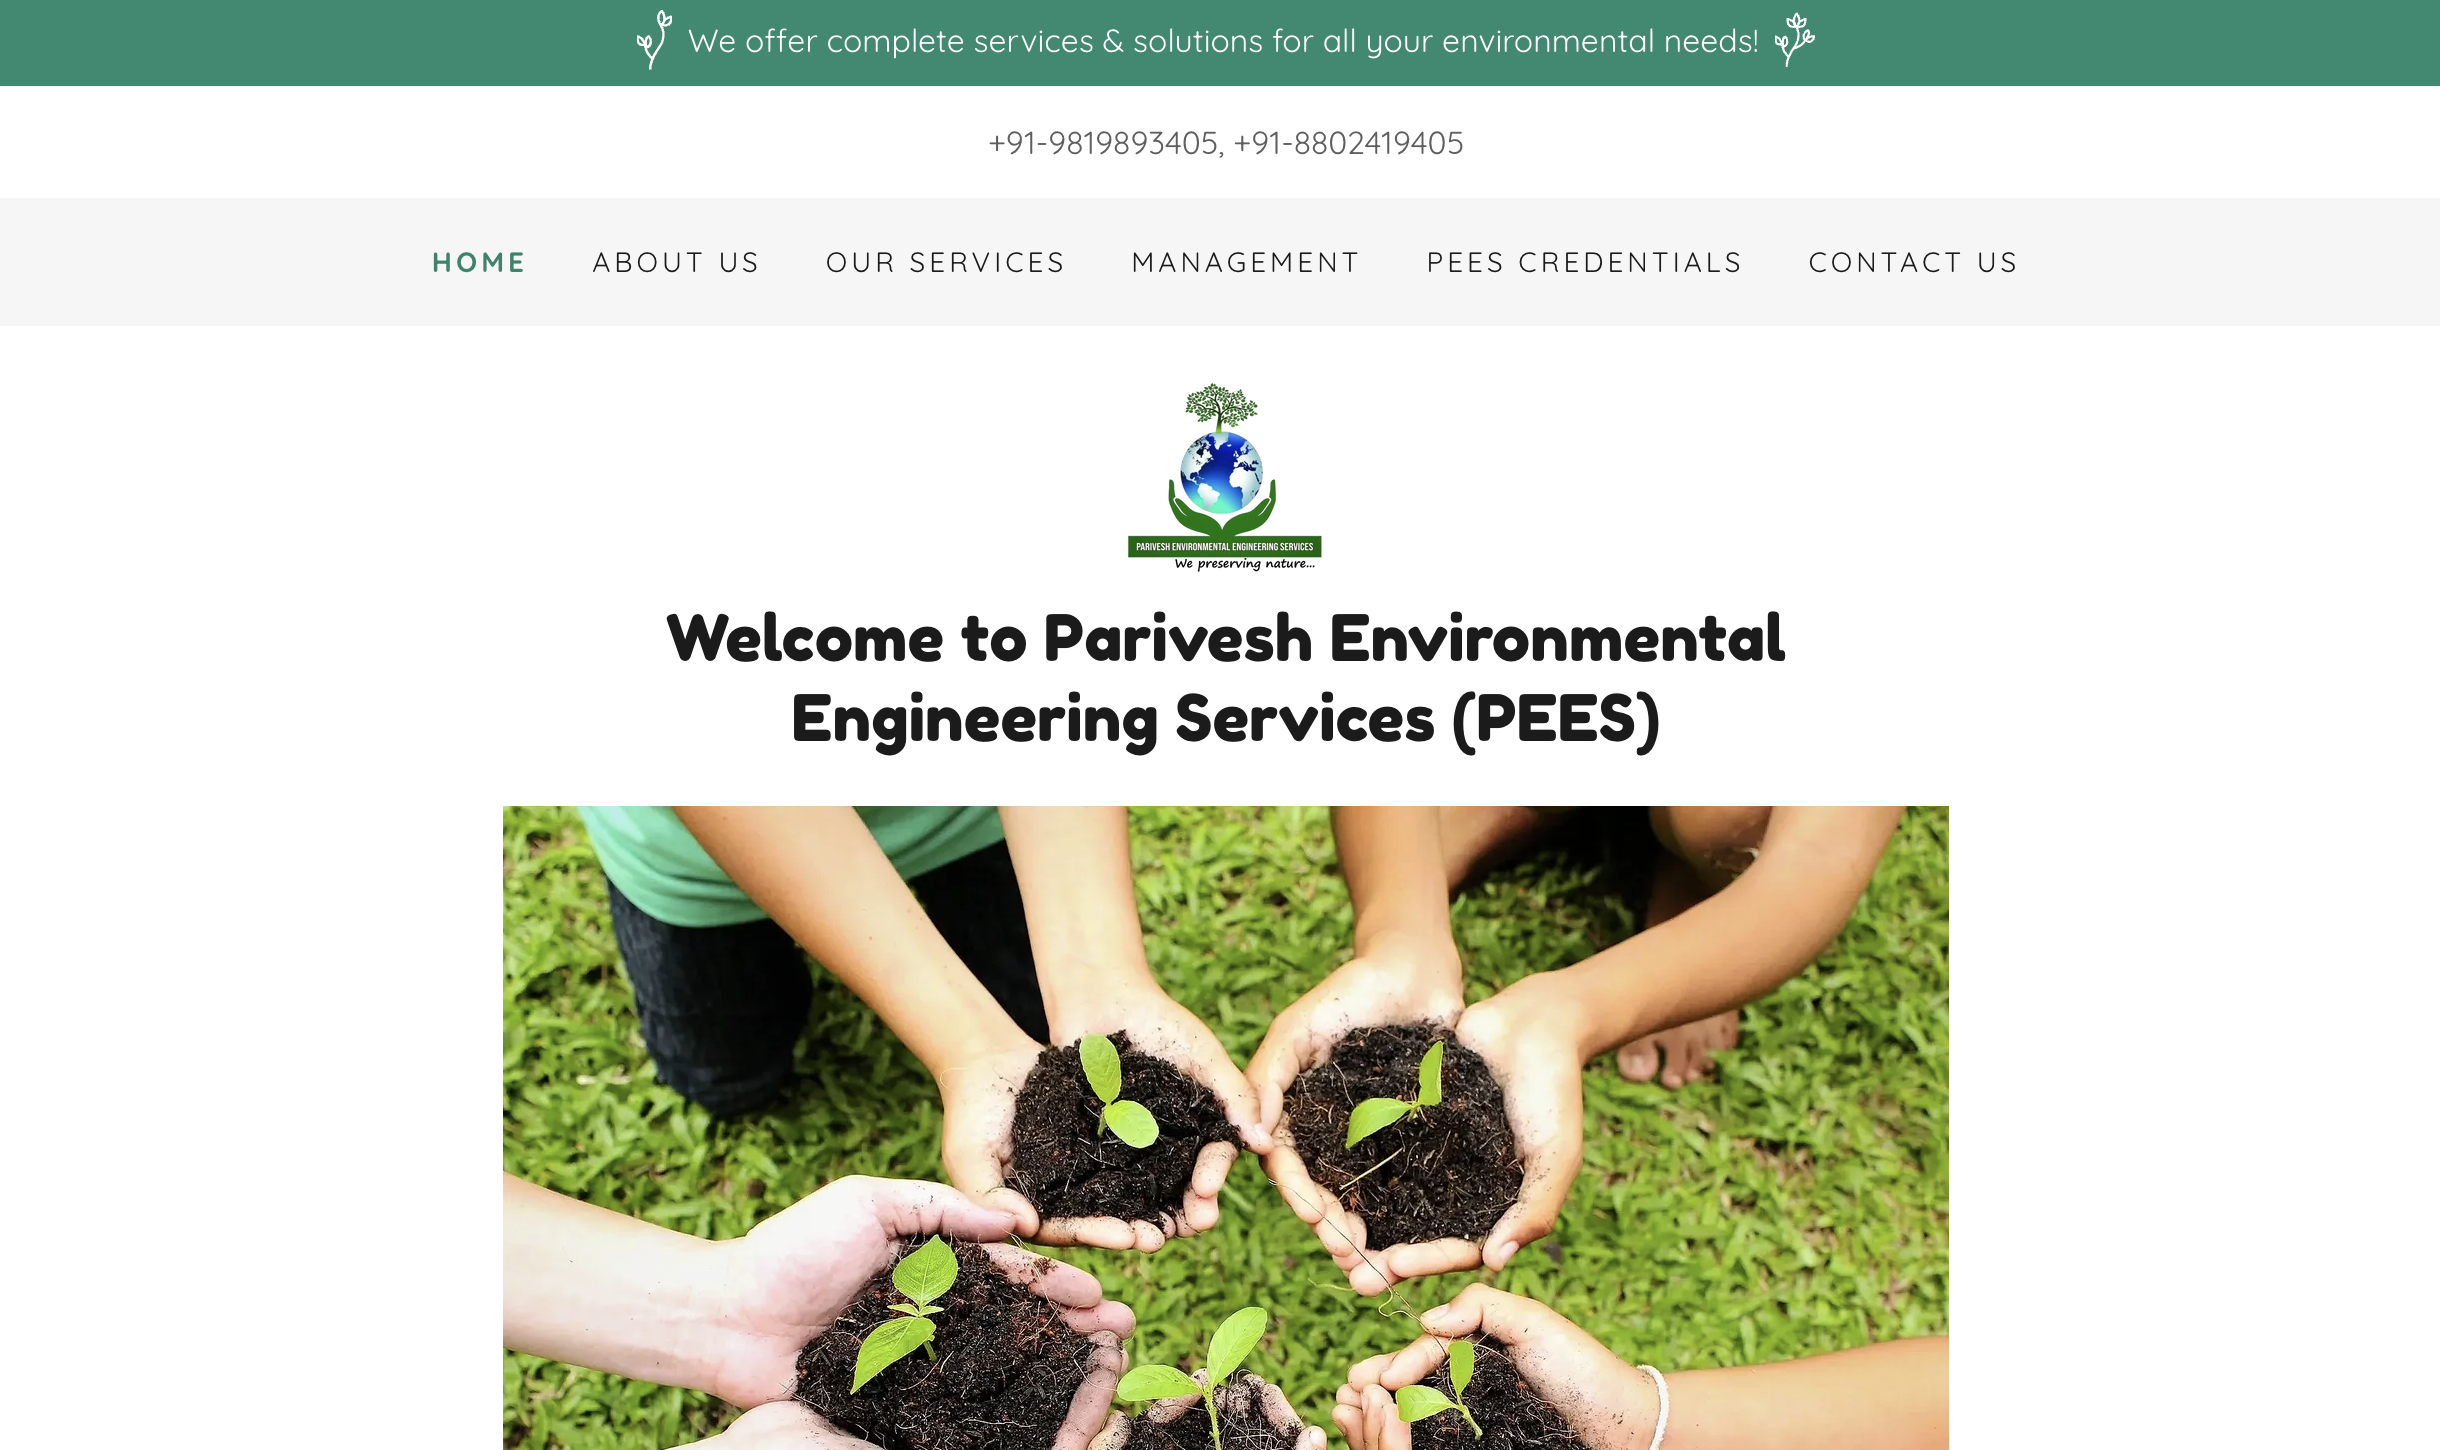 We offer complete services & solutions for all your environmental needs!
+91-9819893405, +91-8802419405
HOME ABOUT US OUR SERVICES MANAGEMENT PEES CREDENTIALS CONTACT US
PARIVESH ENVIRONMENTAL ENGINEERING SERVICES
We preserving nature...
Welcome to Parivesh Environmental
Engineering Services (PEES)